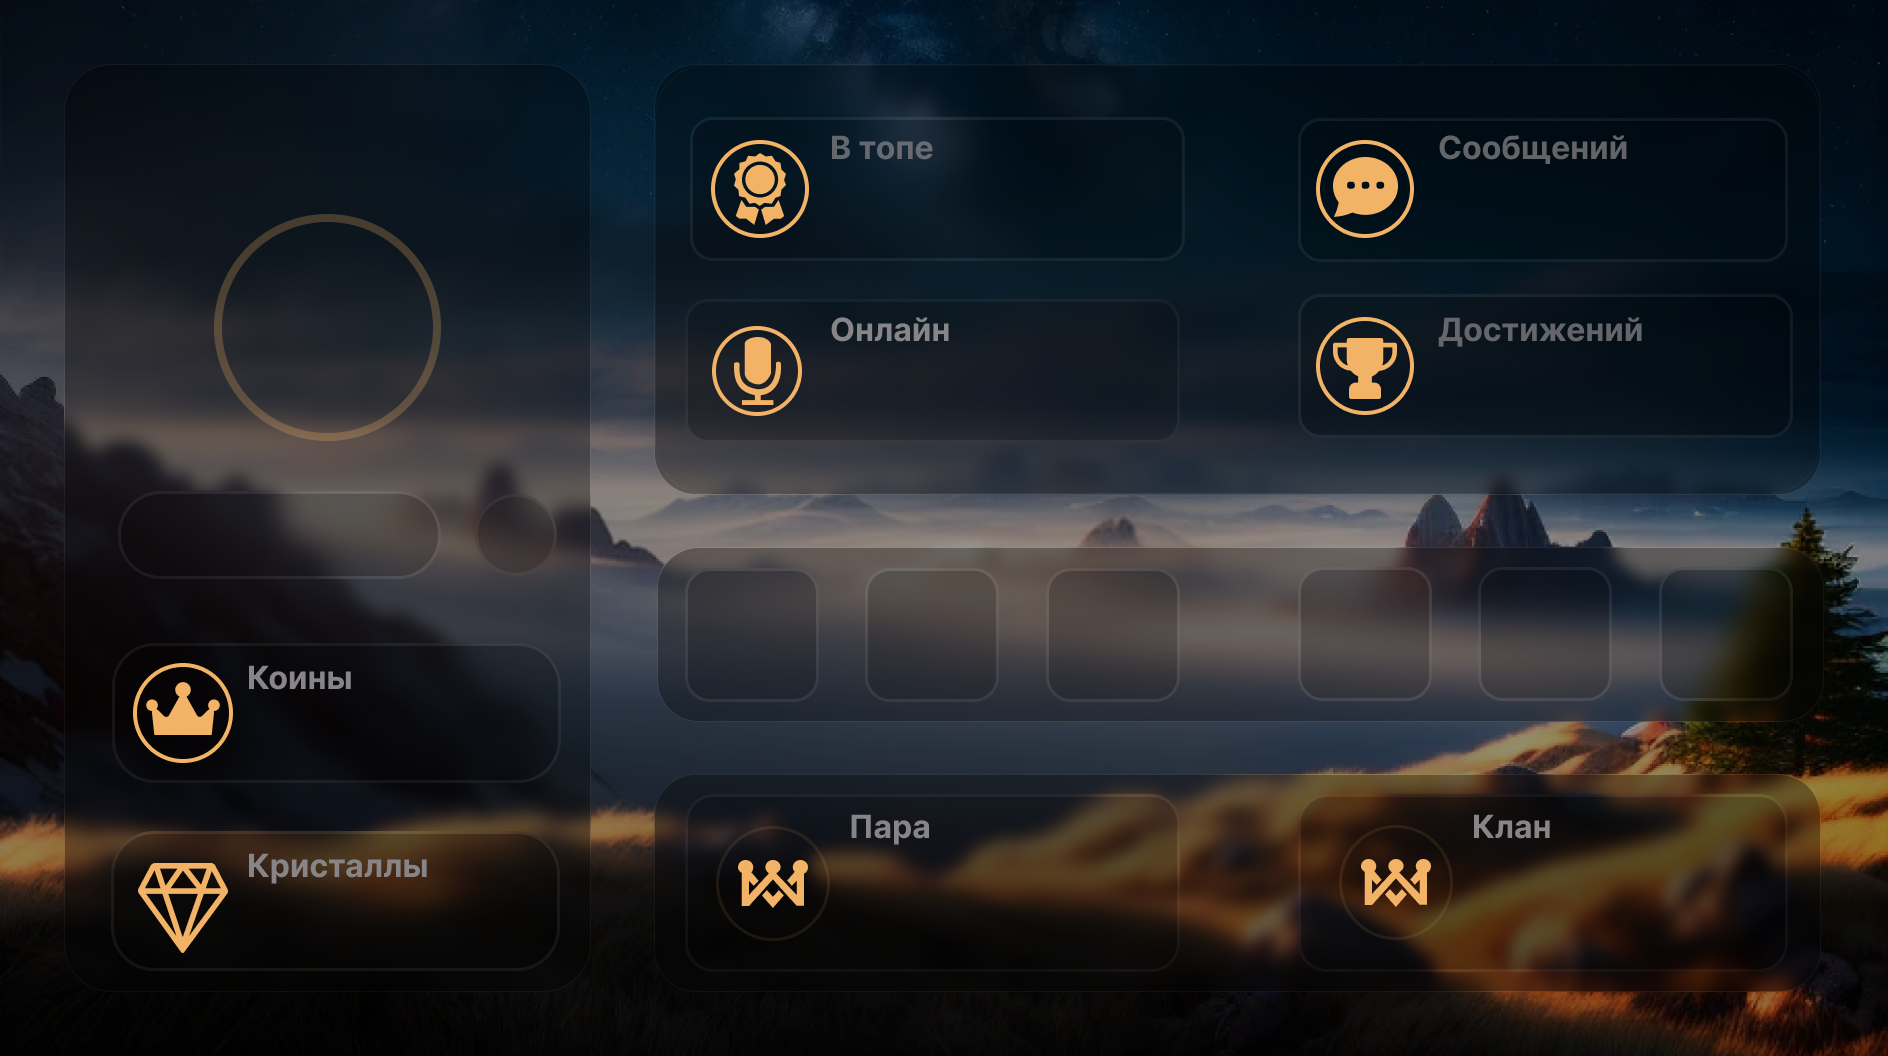 В топе
Сообщений
Онлайн
Достижений
Коины
Кристаллы
Пара
Клан